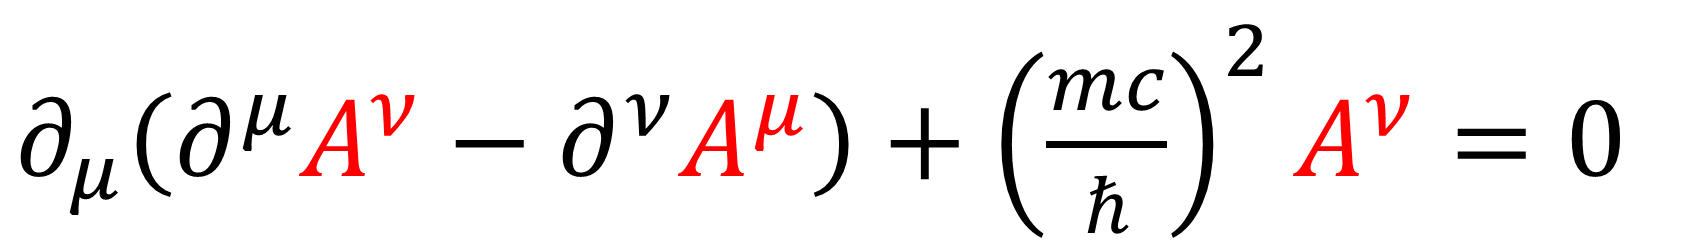 ∂_μ(∂^μ A^ν − ∂^ν A^μ) + (mc/ħ)^2 A^ν = 0